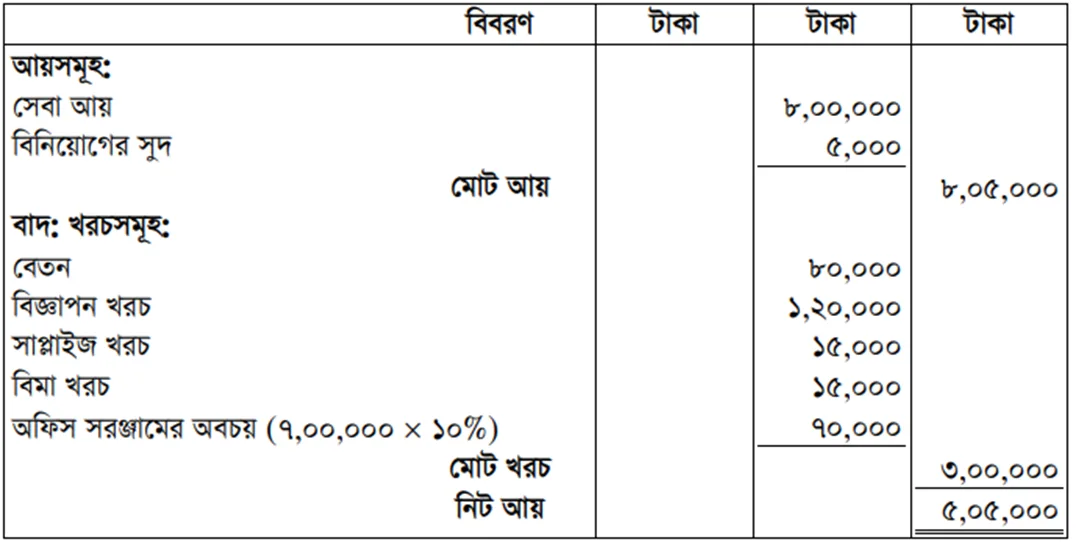 বিবরণ টাকা টাকা টাকা
আয়সমূহ:
সেবা আয় ৮,০০,০০০
বিনিয়োগের সুদ ৫,০০০
মোট আয় ৮,০৫,০০০
বাদ: খরচসমূহ:
বেতন ৮০,০০০
বিজ্ঞাপন খরচ ১,২০,০০০
সাপ্লাইজ খরচ ১৫,০০০
বিমা খরচ ১৫,০০০
অফিস সরঞ্জামের অবচয় (৭,০০,০০০ × ১০%) ৭০,০০০
মোট খরচ ৩,০০,০০০
নিট আয় ৫,০৫,০০০